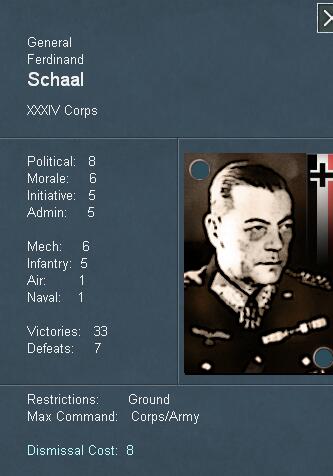 General
Ferdinand
Schaal
XXXIV Corps
Political: 8
Morale: 6
Initiative: 5
Admin: 5
Mech: 6
Infantry: 5
Air: 1
Naval: 1
Victories: 33
Defeats: 7
Restrictions: Ground
Max Command: Corps/Army
Dismissal Cost: 8